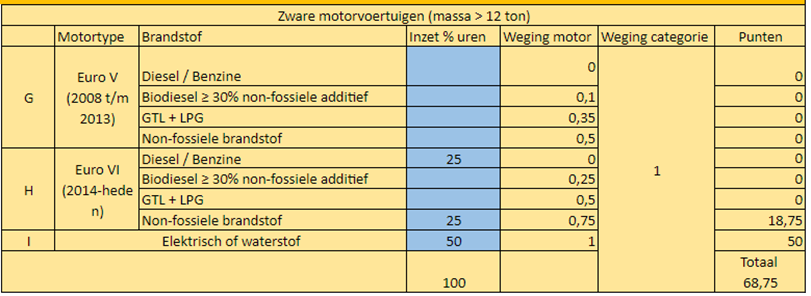 Zware motorvoertuigen (massa > 12 ton)
Motortype Brandstof Inzet % uren Weging motor Weging categorie Punten
G Euro V (2008 t/m 2013) Diesel / Benzine 0 0
Biodiesel ≥ 30% non-fossiele additief 0,1 0
GTL + LPG 0,35 0
Non-fossiele brandstof 0,5 0
1
H Euro VI (2014-heden) Diesel / Benzine 25 0 0
Biodiesel ≥ 30% non-fossiele additief 0,25 0
GTL + LPG 0,5 0
Non-fossiele brandstof 25 0,75 18,75
I Elektrisch of waterstof 50 1 50
Totaal
100 68,75